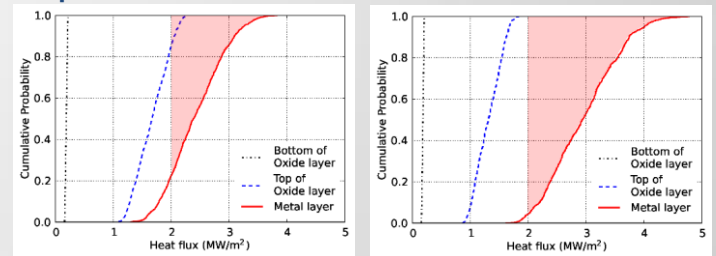 1.0
0.8
0.6
0.4
0.2
0.0
Cumulative Probability
0 1 2 3 4 5
Heat flux (MW/m²)
Bottom of
Oxide layer
Top of
Oxide layer
Metal layer
1.0
0.8
0.6
0.4
0.2
0.0
Cumulative Probability
0 1 2 3 4 5
Heat flux (MW/m²)
Bottom of
Oxide layer
Top of
Oxide layer
Metal layer